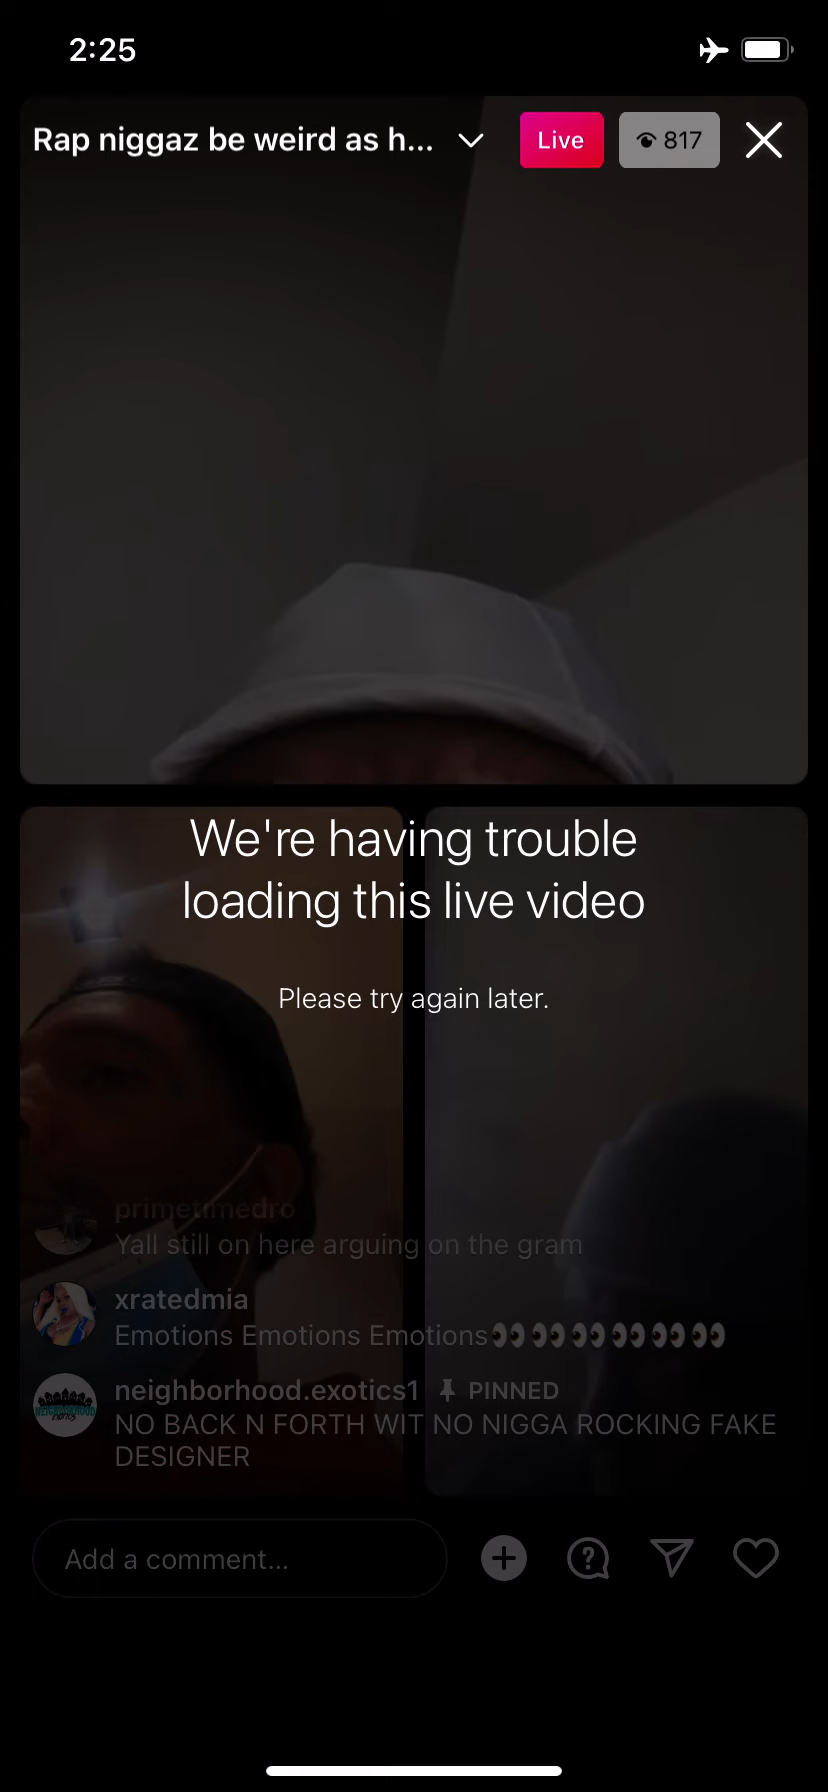 2:25
Rap niggaz be weird as h...
Live
817
We're having trouble
loading this live video
Please try again later.
primetimedro
Yall still on here arguing on the gram
xratedmia
Emotions Emotions Emotions👀👀👀👀👀👀
neighborhood.exotics1 PINNED
NO BACK N FORTH WIT NO NIGGA ROCKING FAKE
DESIGNER
Add a comment...